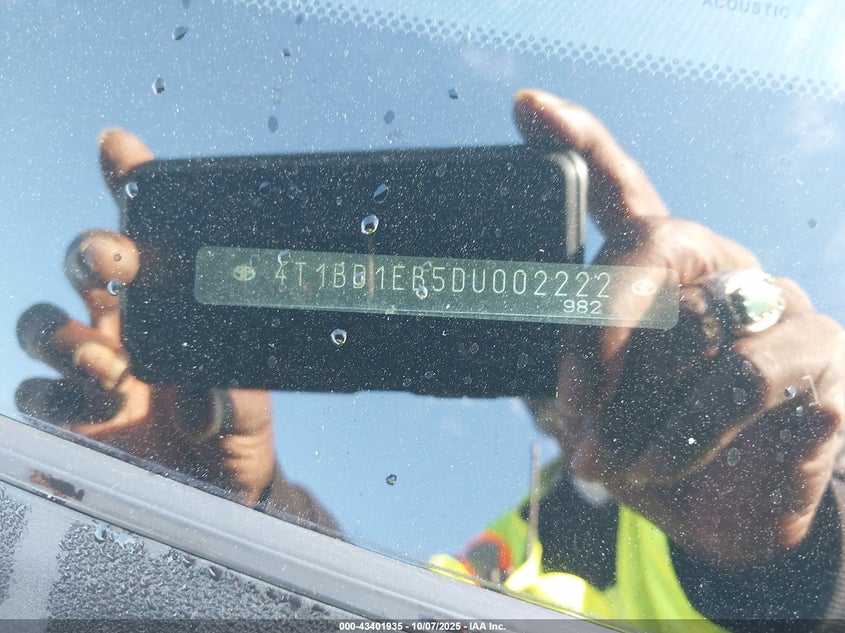 ACOUSTIC
4T1BD1EB5DU002222
982
000-43401935 - 10/07/2025 - IAA Inc.